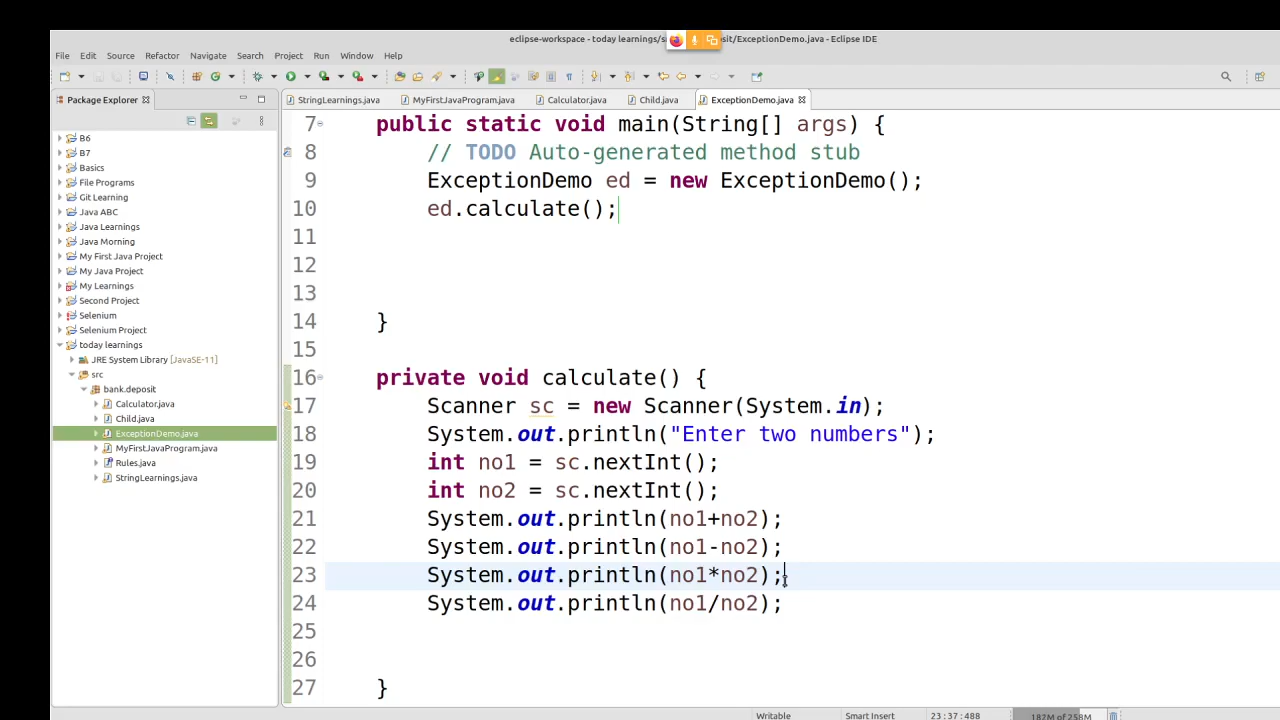 eclipse-workspace - today learnings/s sit/ExceptionDemo.java - Eclipse IDE
File Edit Source Refactor Navigate Search Project Run Window Help
Package Explorer
StringLearnings.java MyFirstJavaProgram.java Calculator.java Child.java ExceptionDemo.java
B6
B7
Basics
File Programs
Git Learning
Java ABC
Java Learnings
Java Morning
My First Java Project
My Java Project
My Learnings
Second Project
Selenium
Selenium Project
today learnings
JRE System Library [JavaSE-11]
src
bank.deposit
Calculator.java
Child.java
ExceptionDemo.java
MyFirstJavaProgram.java
Rules.java
StringLearnings.java
7 public static void main(String[] args) {
8 // TODO Auto-generated method stub
9 ExceptionDemo ed = new ExceptionDemo();
10 ed.calculate();
11
12
13
14 }
15
16 private void calculate() {
17 Scanner sc = new Scanner(System.in);
18 System.out.println("Enter two numbers");
19 int no1 = sc.nextInt();
20 int no2 = sc.nextInt();
21 System.out.println(no1+no2);
22 System.out.println(no1-no2);
23 System.out.println(no1*no2);
24 System.out.println(no1/no2);
25
26
27 }
Writable Smart Insert 23:37:488 182M of 258M